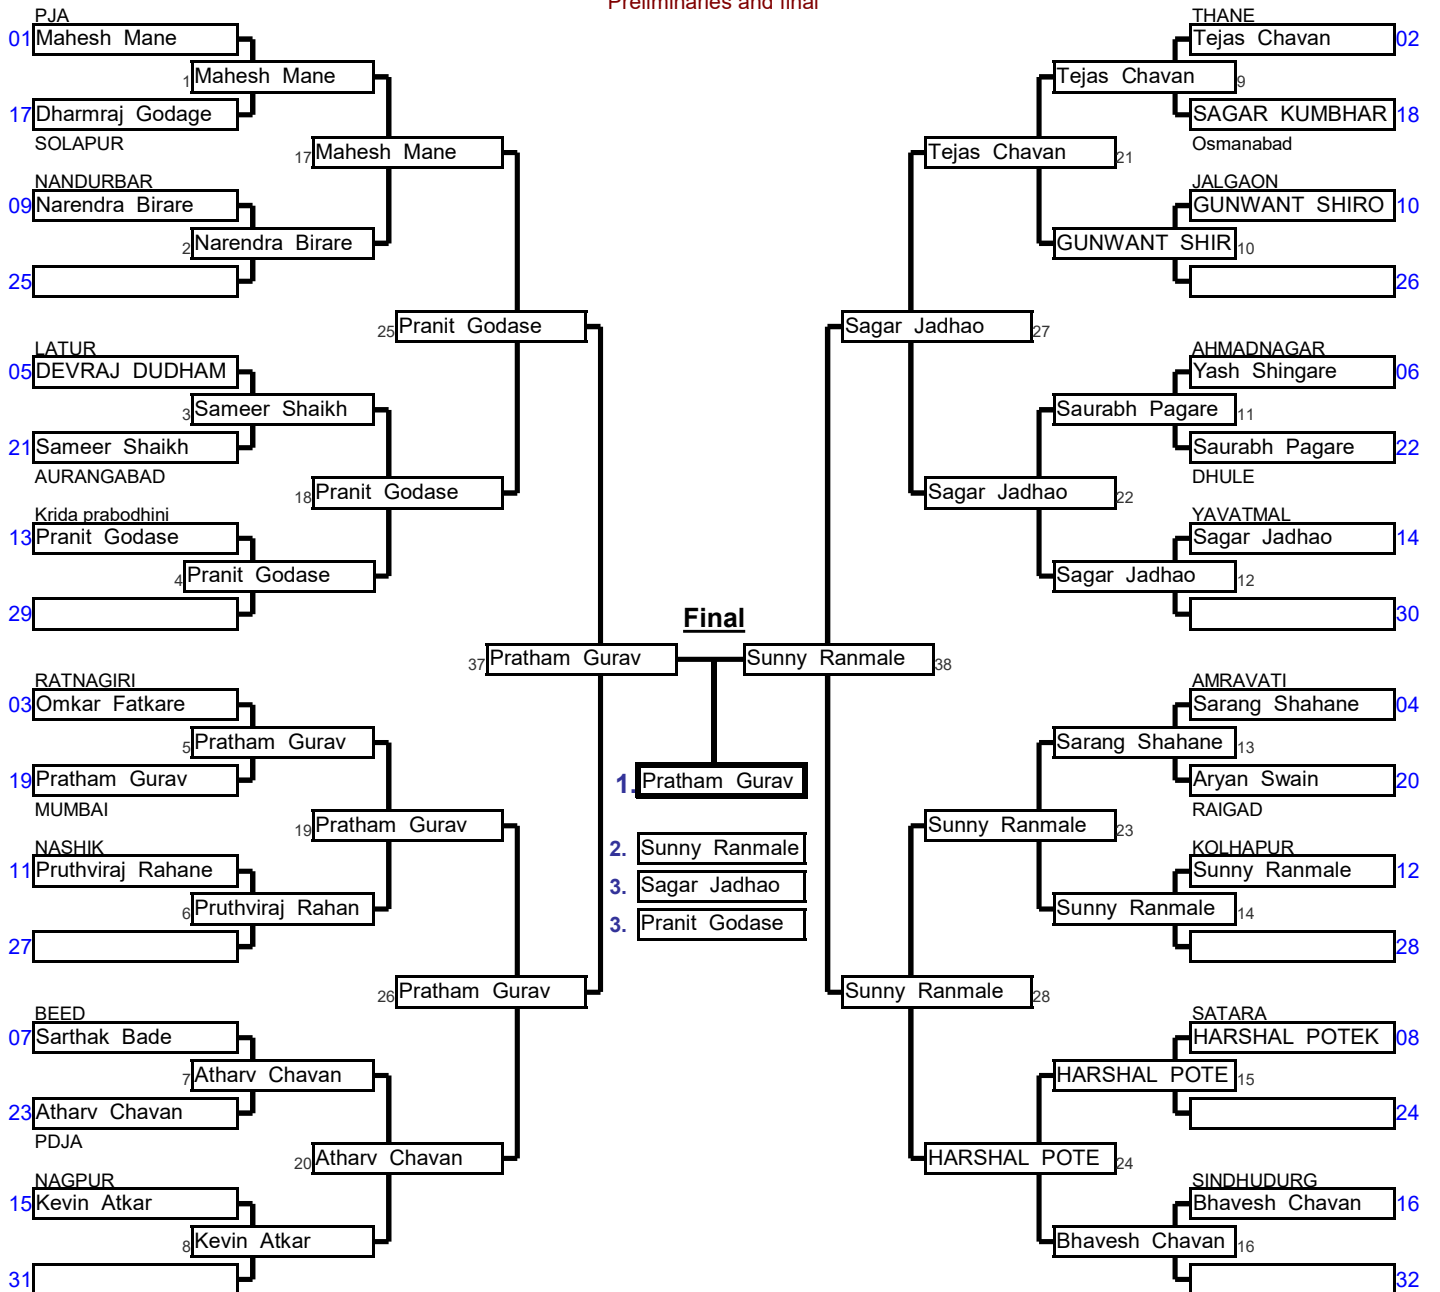 Preliminaries and final
PJA
01 Mahesh Mane
1 Mahesh Mane
17 Dharmraj Godage
SOLAPUR
17 Mahesh Mane
NANDURBAR
09 Narendra Birare
2 Narendra Birare
25
25 Pranit Godase
LATUR
05 DEVRAJ DUDHAM
3 Sameer Shaikh
21 Sameer Shaikh
AURANGABAD
18 Pranit Godase
Krida prabodhini
13 Pranit Godase
4 Pranit Godase
29
37 Pratham Gurav
RATNAGIRI
03 Omkar Fatkare
5 Pratham Gurav
19 Pratham Gurav
MUMBAI
19 Pratham Gurav
NASHIK
11 Pruthviraj Rahane
6 Pruthviraj Rahan
27
26 Pratham Gurav
BEED
07 Sarthak Bade
7 Atharv Chavan
23 Atharv Chavan
PDJA
20 Atharv Chavan
NAGPUR
15 Kevin Atkar
8 Kevin Atkar
31
Final
1. Pratham Gurav
2. Sunny Ranmale
3. Sagar Jadhao
3. Pranit Godase
THANE
Tejas Chavan 02
Tejas Chavan 9
SAGAR KUMBHAR 18
Osmanabad
Tejas Chavan 21
JALGAON
GUNWANT SHIRO 10
GUNWANT SHIR 10
26
Sagar Jadhao 27
AHMADNAGAR
Yash Shingare 06
Saurabh Pagare 11
Saurabh Pagare 22
DHULE
Sagar Jadhao 22
YAVATMAL
Sagar Jadhao 14
Sagar Jadhao 12
30
Sunny Ranmale 38
AMRAVATI
Sarang Shahane 04
Sarang Shahane 13
Aryan Swain 20
RAIGAD
Sunny Ranmale 23
KOLHAPUR
Sunny Ranmale 12
Sunny Ranmale 14
28
Sunny Ranmale 28
SATARA
HARSHAL POTEK 08
HARSHAL POTE 15
24
HARSHAL POTE 24
SINDHUDURG
Bhavesh Chavan 16
Bhavesh Chavan 16
32